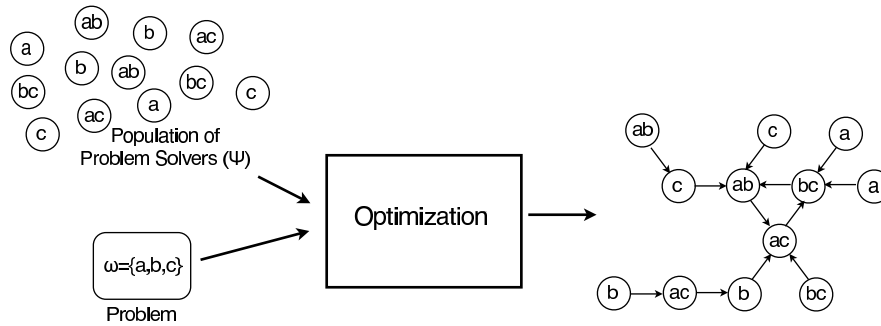 ab
b
ac
a
b
ab
bc
bc
c
ac
a
c
Population of
Problem Solvers (Ψ)
Optimization
ω={a,b,c}
Problem
ab
c
a
c
ab
bc
a
ac
b
ac
b
bc